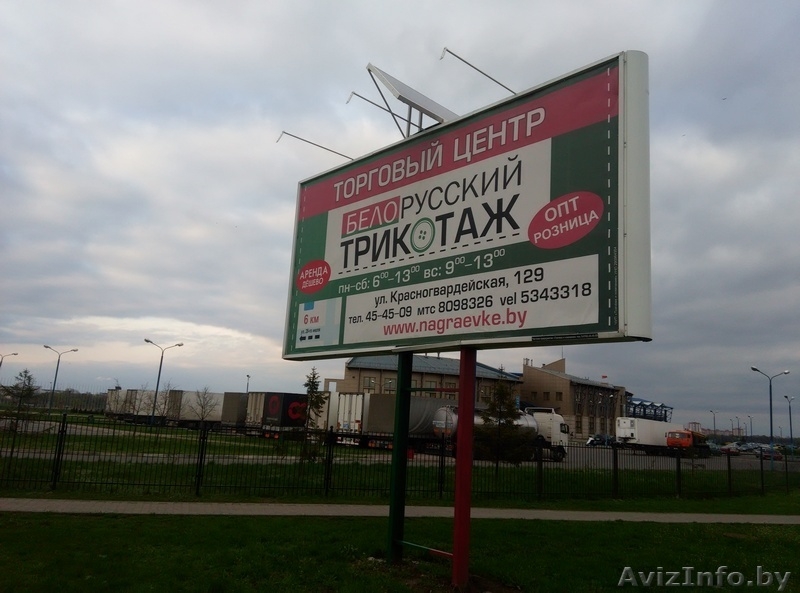 ТОРГОВЫЙ ЦЕНТР
БЕЛОРУССКИЙ
ТРИКОТАЖ
ОПТ
РОЗНИЦА
АРЕНДА
ДЕШЕВО
пн-сб: 6⁰⁰-13⁰⁰ вс: 9⁰⁰-13⁰⁰
6 км
ул. Красногвардейская, 129
тел. 45-45-09 мтс 8098326 vel 5343318
www.nagraevke.by
AvizInfo.by